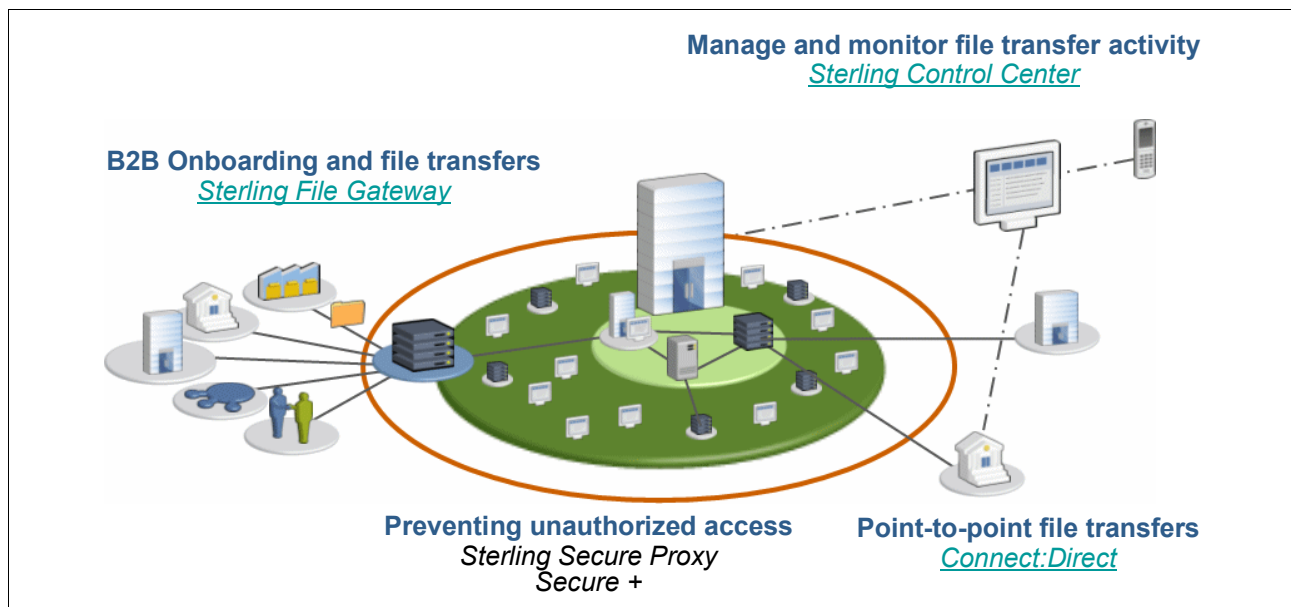 Manage and monitor file transfer activity
Sterling Control Center
B2B Onboarding and file transfers
Sterling File Gateway
Preventing unauthorized access
Sterling Secure Proxy
Secure +
Point-to-point file transfers
Connect:Direct